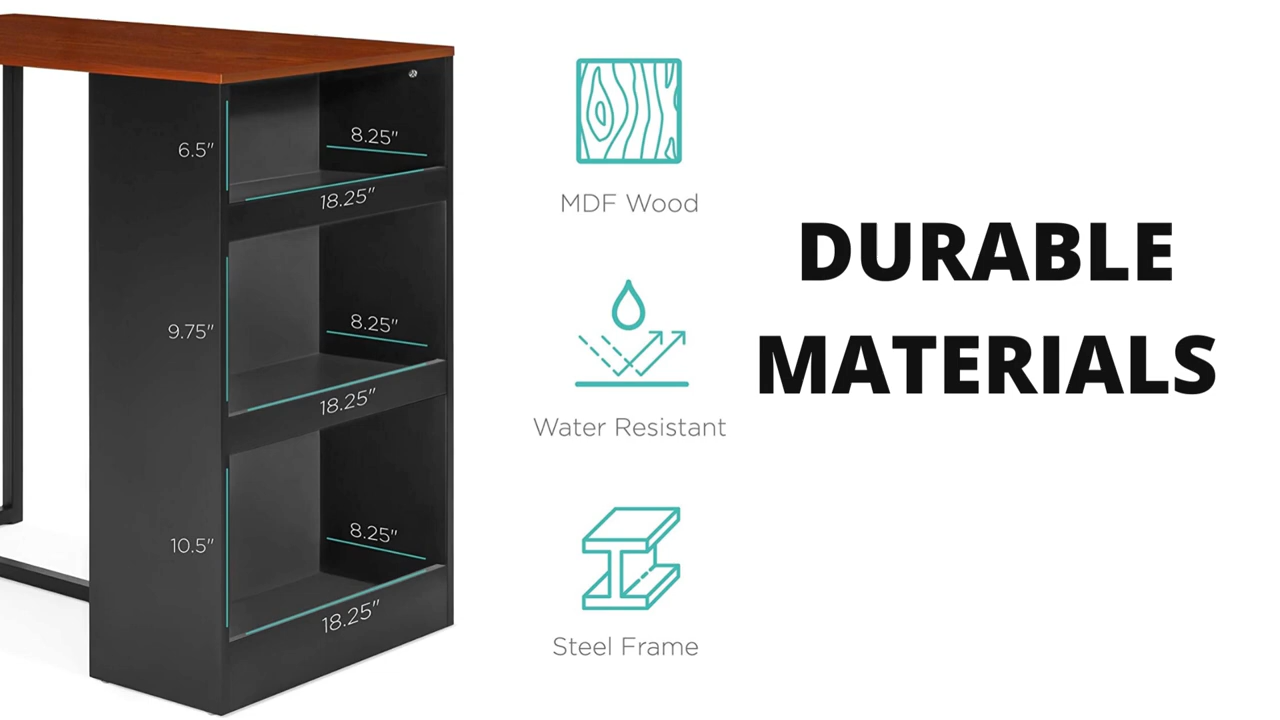 6.5"
8.25"
18.25"
9.75"
8.25"
18.25"
10.5"
8.25"
18.25"
MDF Wood
Water Resistant
Steel Frame
DURABLE
MATERIALS